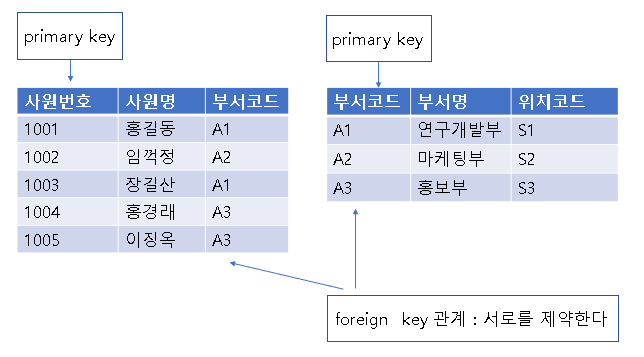 primary key
primary key
사원번호 사원명 부서코드
1001 홍길동 A1
1002 임꺽정 A2
1003 장길산 A1
1004 홍경래 A3
1005 이징옥 A3
부서코드 부서명 위치코드
A1 연구개발부 S1
A2 마케팅부 S2
A3 홍보부 S3
foreign key 관계 : 서로를 제약한다